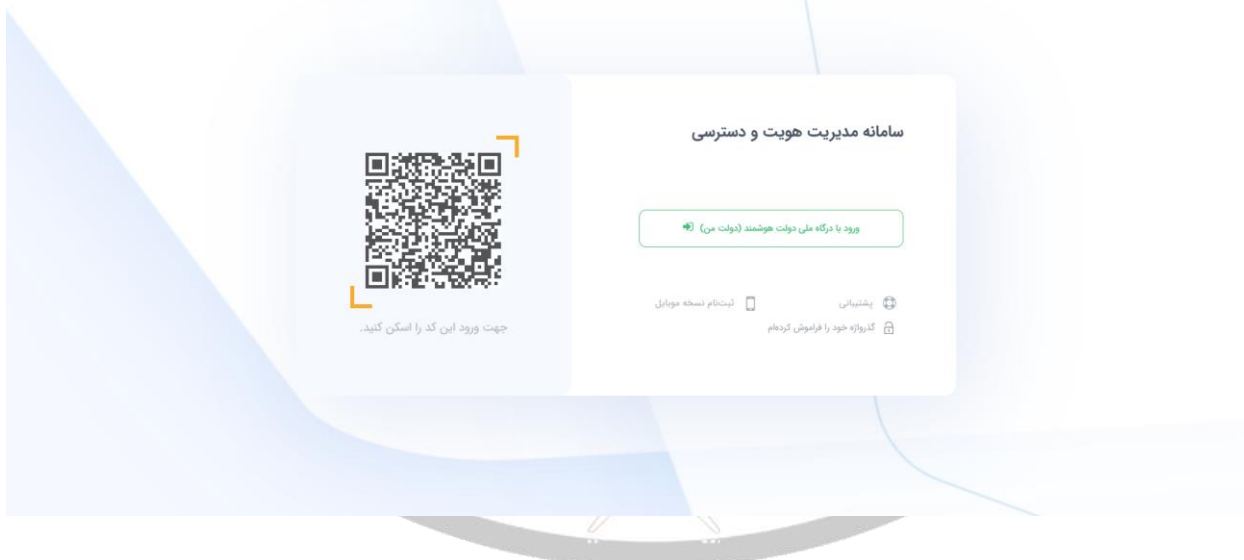 سامانه مدیریت هویت و دسترسی
ورود با درگاه ملی دولت هوشمند (دولت من)
پشتیبانی
ثبت‌نام نسخه موبایل
گذرواژه خود را فراموش کرده‌ام
جهت ورود این کد را اسکن کنید.